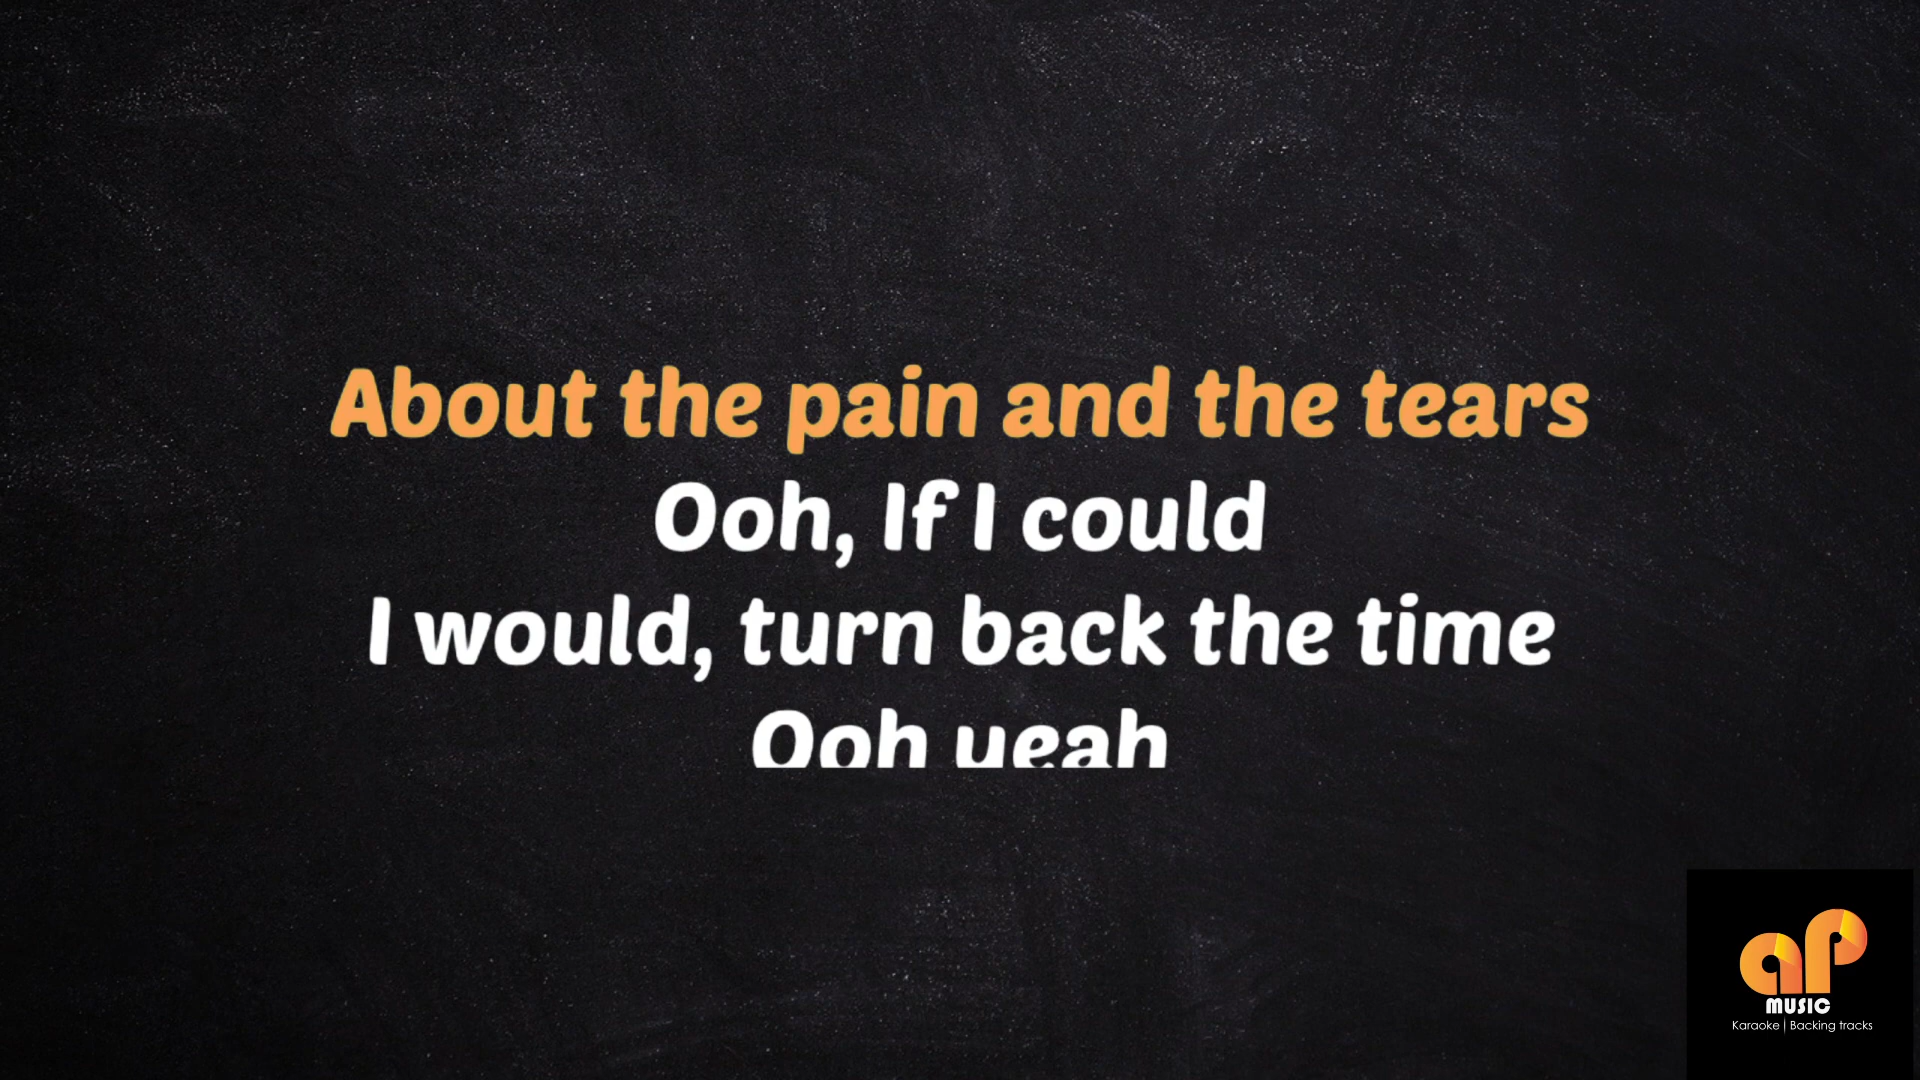 About the pain and the tears
Ooh, If I could
I would, turn back the time
Ooh yeah
aP
MUSIC
Karaoke | Backing tracks